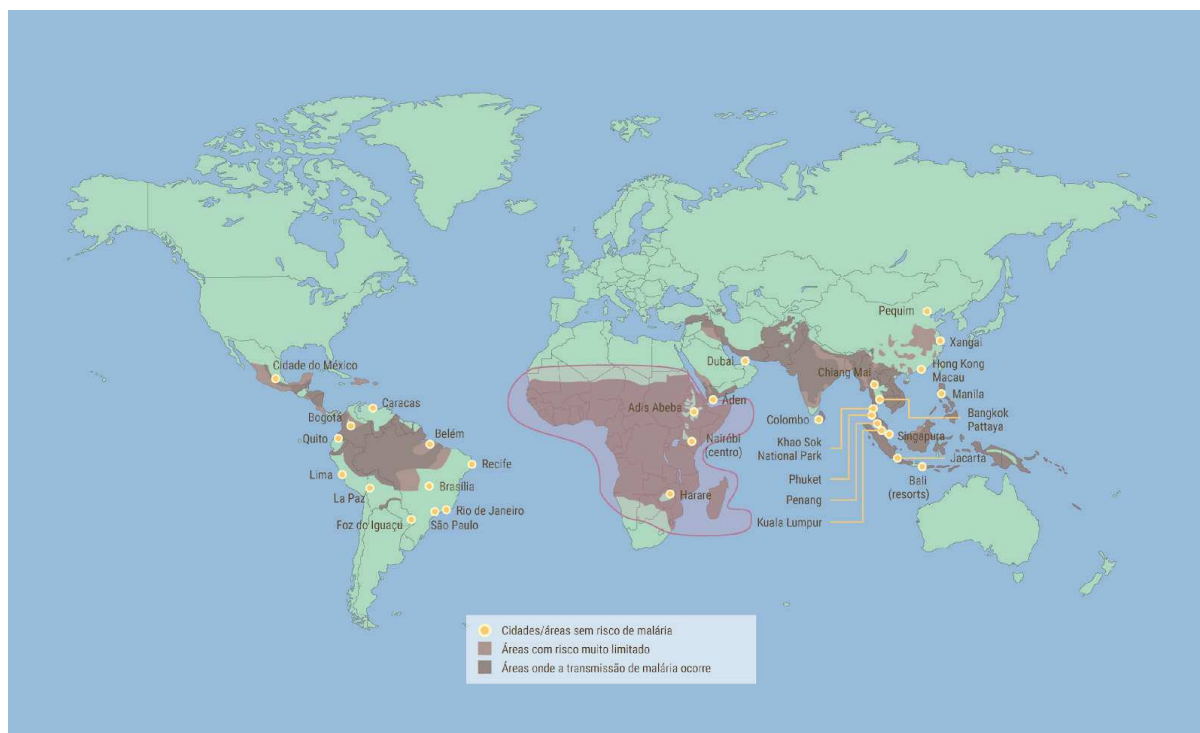 Cidade do México
Caracas
Bogotá
Quito
Belém
Lima
Recife
La Paz
Brasília
Foz do Iguaçu
São Paulo
Rio de Janeiro
Dubai
Adis Abeba
Áden
Nairóbi
(centro)
Harare
Pequim
Xangai
Chiang Mai
Hong Kong
Macau
Manila
Colombo
Bangkok
Pattaya
Khao Sok
National Park
Singapura
Jacarta
Phuket
Bali
(resorts)
Penang
Kuala Lumpur
Cidades/áreas sem risco de malária
Áreas com risco muito limitado
Áreas onde a transmissão de malária ocorre